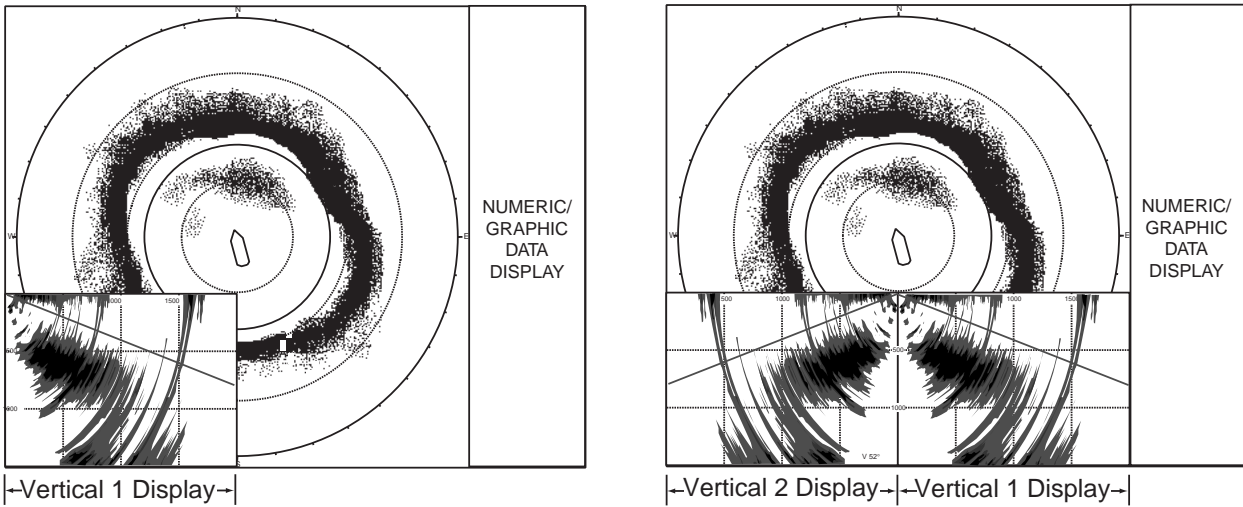 N
W
E
NUMERIC/
GRAPHIC
DATA
DISPLAY
1000
1500
500
Vertical 1 Display
N
W
E
NUMERIC/
GRAPHIC
DATA
DISPLAY
500
1000
1000
500
1000
V 52°
Vertical 2 Display
Vertical 1 Display